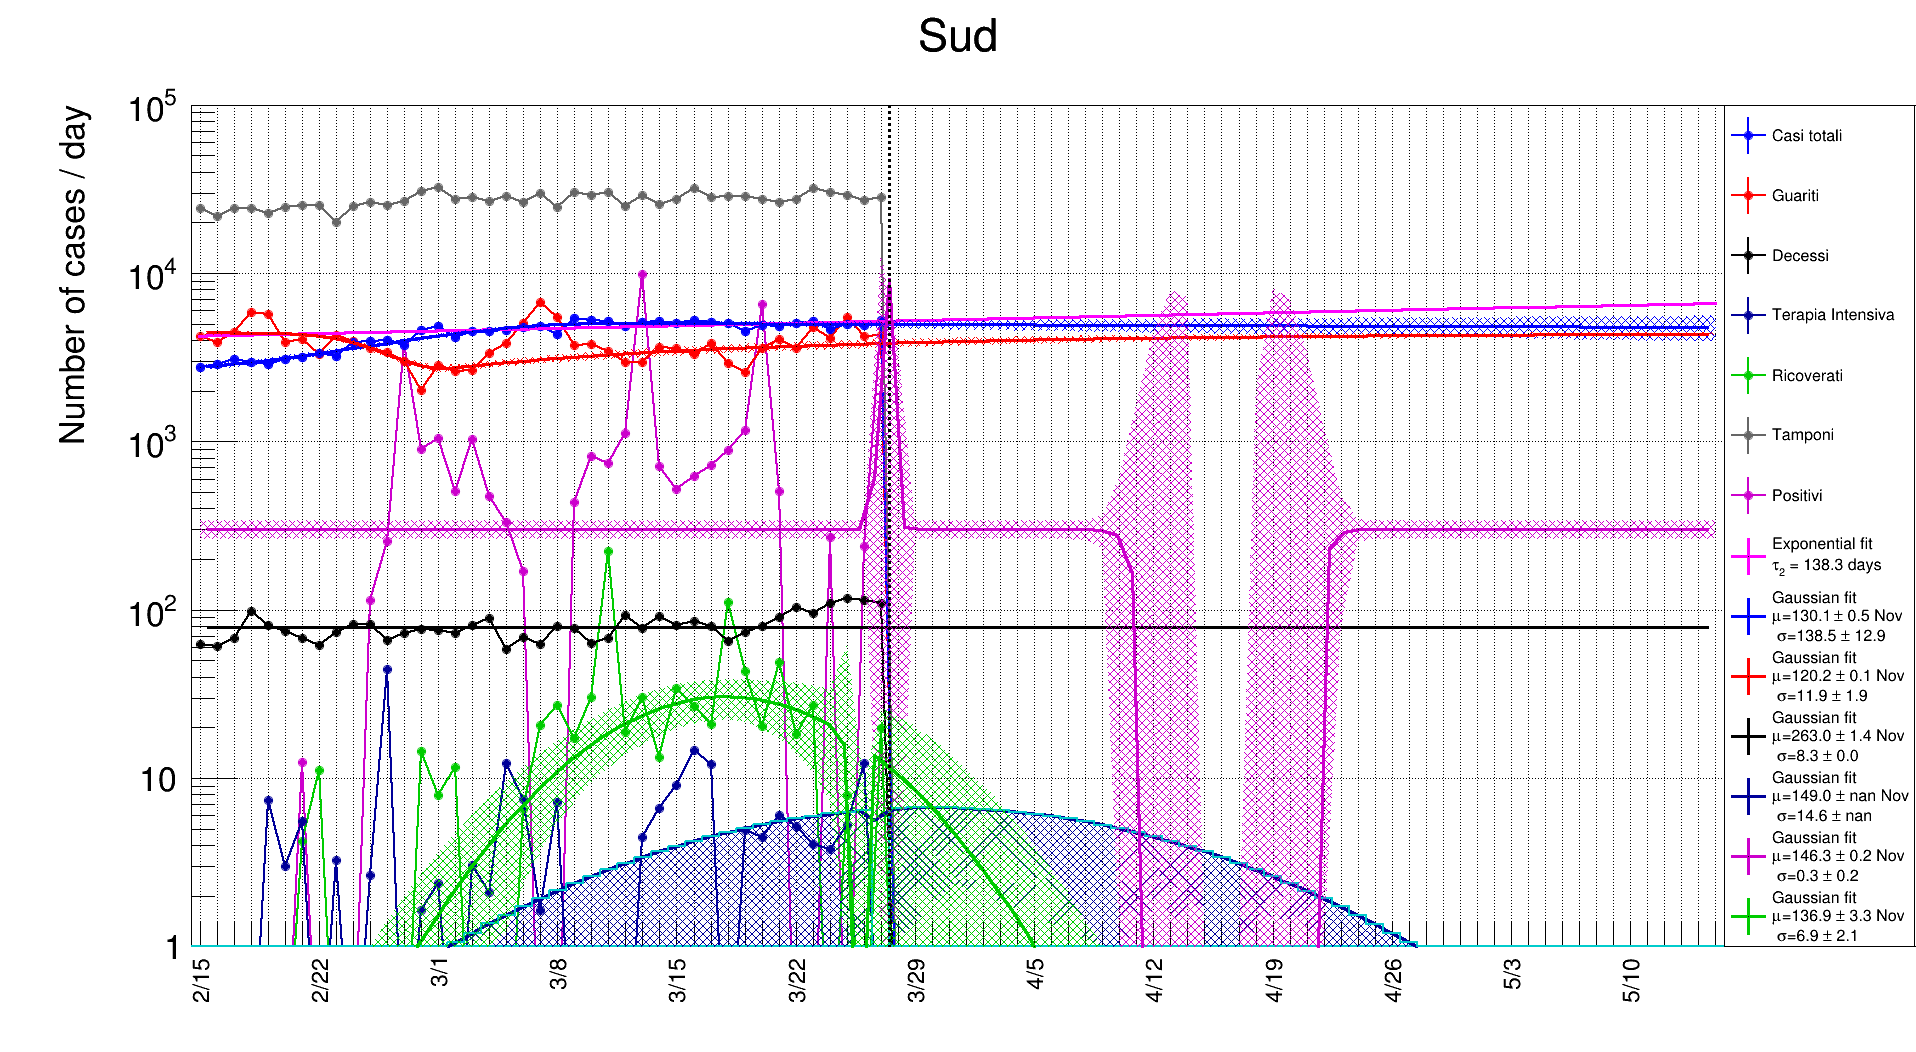 Sud
Number of cases / day
10^5
10^4
10^3
10^2
10
1
2/15
2/22
3/1
3/8
3/15
3/22
3/29
4/5
4/12
4/19
4/26
5/3
5/10
Casi totali
Guariti
Decessi
Terapia Intensiva
Ricoverati
Tamponi
Positivi
Exponential fit
τ_2 = 138.3 days
Gaussian fit
μ=130.1 ± 0.5 Nov
σ=138.5 ± 12.9
Gaussian fit
μ=120.2 ± 0.1 Nov
σ=11.9 ± 1.9
Gaussian fit
μ=263.0 ± 1.4 Nov
σ=8.3 ± 0.0
Gaussian fit
μ=149.0 ± nan Nov
σ=14.6 ± nan
Gaussian fit
μ=146.3 ± 0.2 Nov
σ=0.3 ± 0.2
Gaussian fit
μ=136.9 ± 3.3 Nov
σ=6.9 ± 2.1